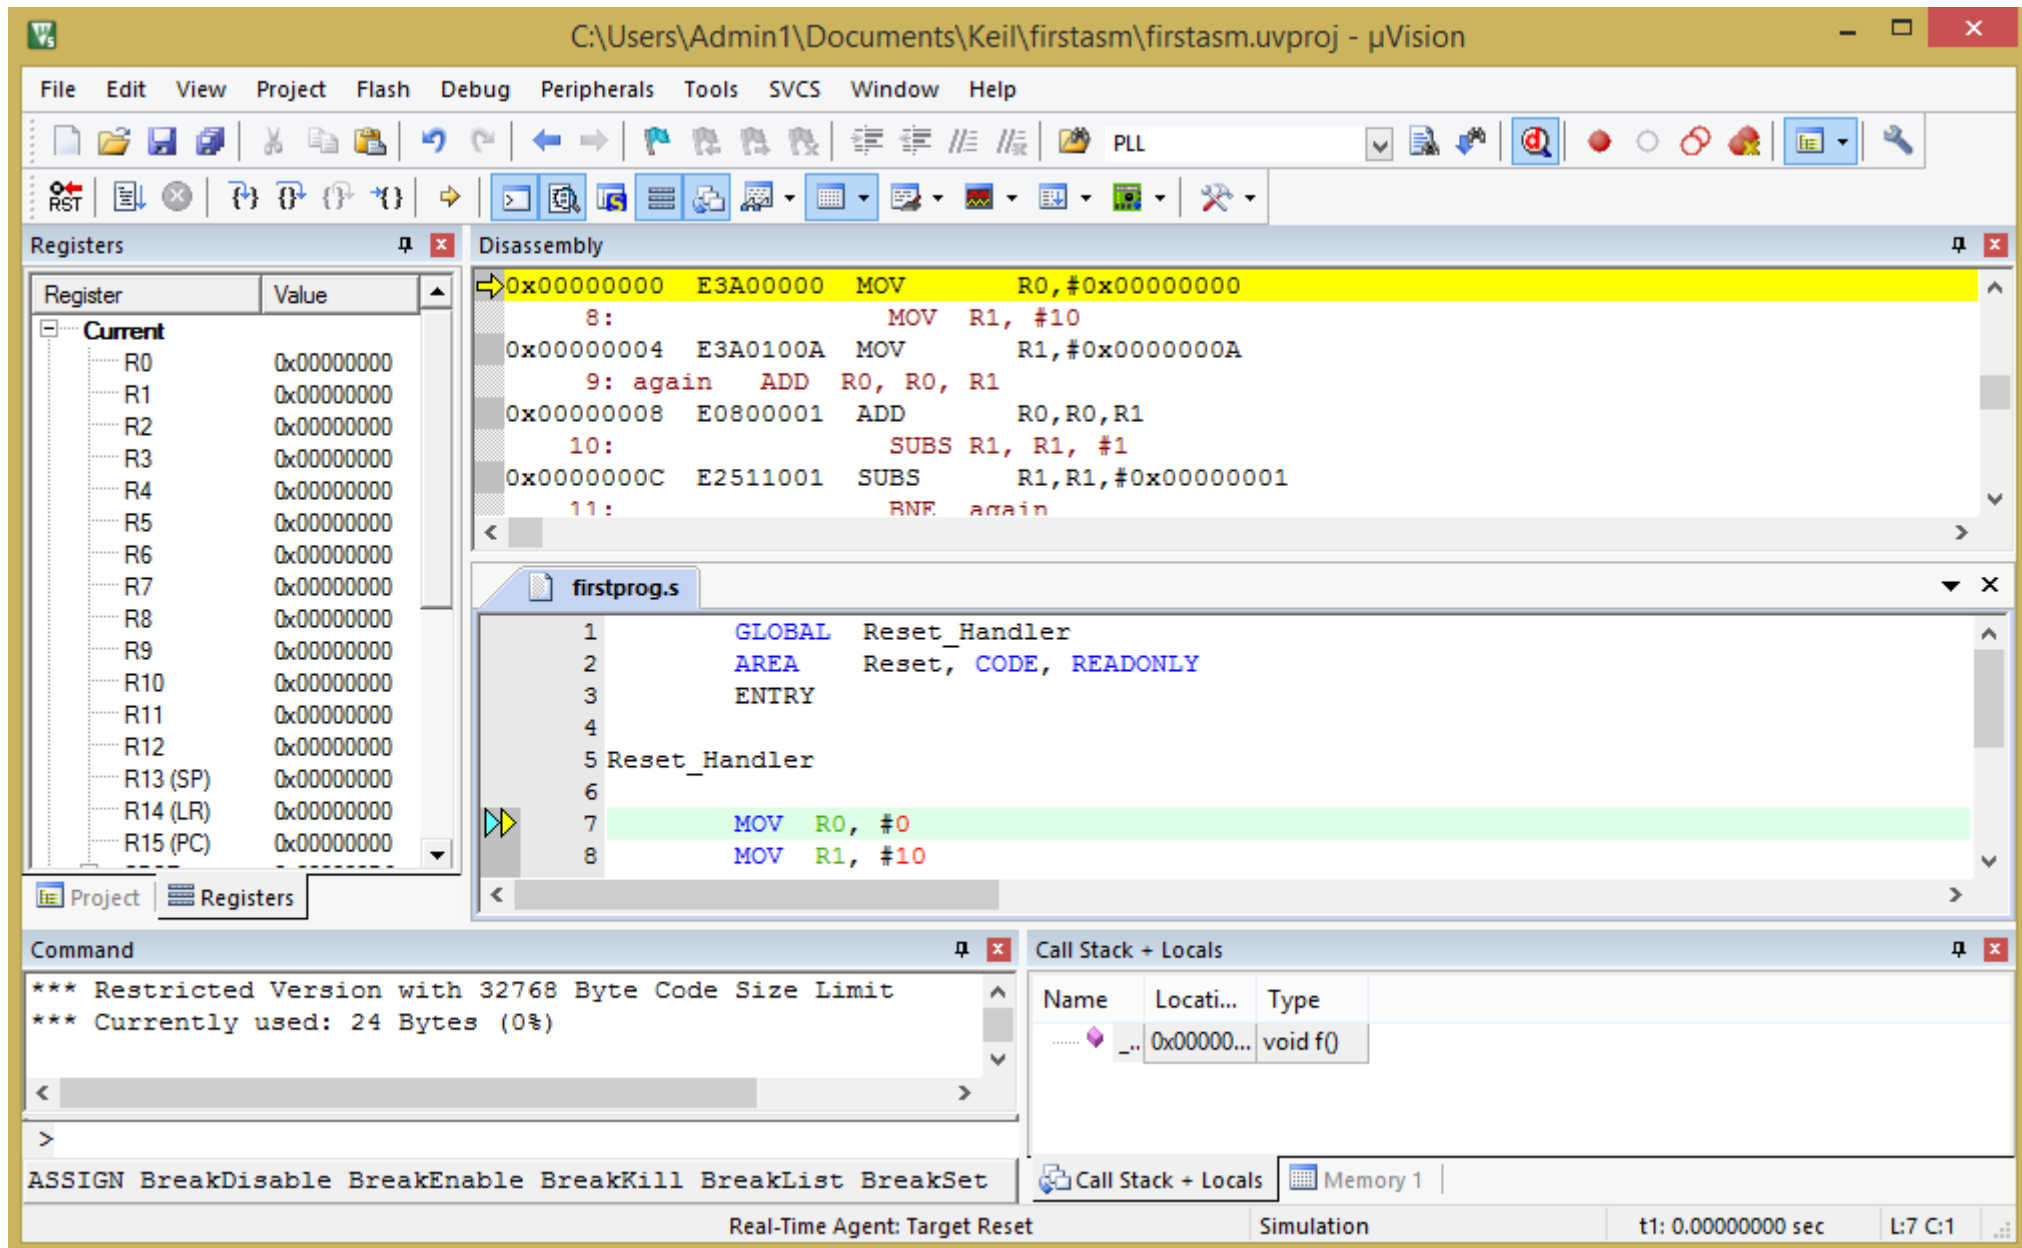 C:\Users\Admin1\Documents\Keil\firstasm\firstasm.uvproj - µVision
File Edit View Project Flash Debug Peripherals Tools SVCS Window Help
PLL
RST
Registers
Register Value
Current
R0 0x00000000
R1 0x00000000
R2 0x00000000
R3 0x00000000
R4 0x00000000
R5 0x00000000
R6 0x00000000
R7 0x00000000
R8 0x00000000
R9 0x00000000
R10 0x00000000
R11 0x00000000
R12 0x00000000
R13 (SP) 0x00000000
R14 (LR) 0x00000000
R15 (PC) 0x00000000
Project Registers
Disassembly
0x00000000 E3A00000 MOV R0,#0x00000000
8: MOV R1, #10
0x00000004 E3A0100A MOV R1,#0x0000000A
9: again ADD R0, R0, R1
0x00000008 E0800001 ADD R0,R0,R1
10: SUBS R1, R1, #1
0x0000000C E2511001 SUBS R1,R1,#0x00000001
11: BNE again
firstprog.s
1 GLOBAL Reset_Handler
2 AREA Reset, CODE, READONLY
3 ENTRY
4
5 Reset_Handler
6
7 MOV R0, #0
8 MOV R1, #10
Command
*** Restricted Version with 32768 Byte Code Size Limit
*** Currently used: 24 Bytes (0%)
>
ASSIGN BreakDisable BreakEnable BreakKill BreakList BreakSet
Call Stack + Locals
Name Locati... Type
_... 0x00000... void f()
Call Stack + Locals Memory 1
Real-Time Agent: Target Reset Simulation t1: 0.00000000 sec L:7 C:1